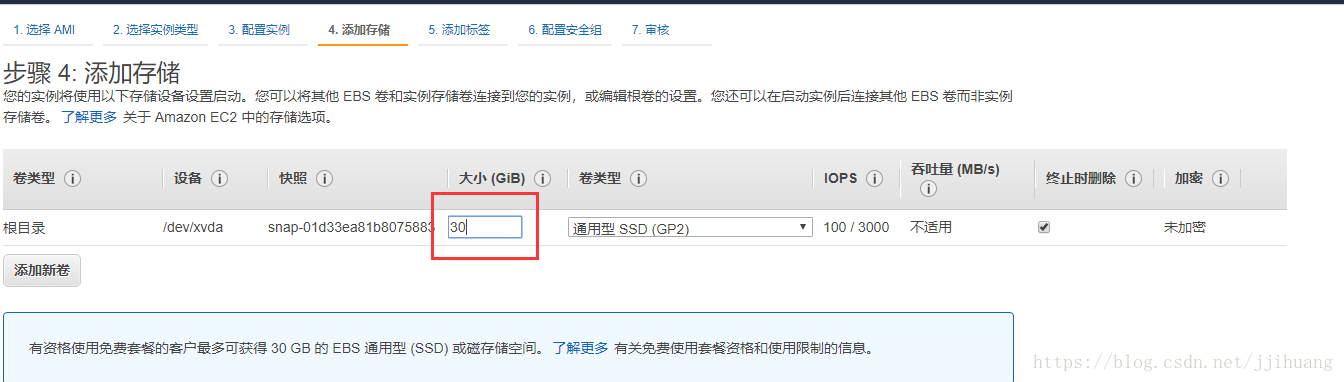 1. 选择 AMI 2. 选择实例类型 3. 配置实例 4. 添加存储 5. 添加标签 6. 配置安全组 7. 审核
步骤 4: 添加存储
您的实例将使用以下存储设备设置启动。您可以将其他 EBS 卷和实例存储卷连接到您的实例，或编辑根卷的设置。您还可以在启动实例后连接其他 EBS 卷而非实例
存储卷。 了解更多 关于 Amazon EC2 中的存储选项。
卷类型 设备 快照 大小 (GiB) 卷类型 IOPS 吞吐量 (MB/s) 终止时删除 加密
根目录 /dev/xvda snap-01d33ea81b8075883 30 通用型 SSD (GP2) 100 / 3000 不适用 未加密
添加新卷
有资格使用免费套餐的客户最多可获得 30 GB 的 EBS 通用型 (SSD) 或磁存储空间。 了解更多 有关免费使用套餐资格和使用限制的信息。
https://blog.csdn.net/jjihuang